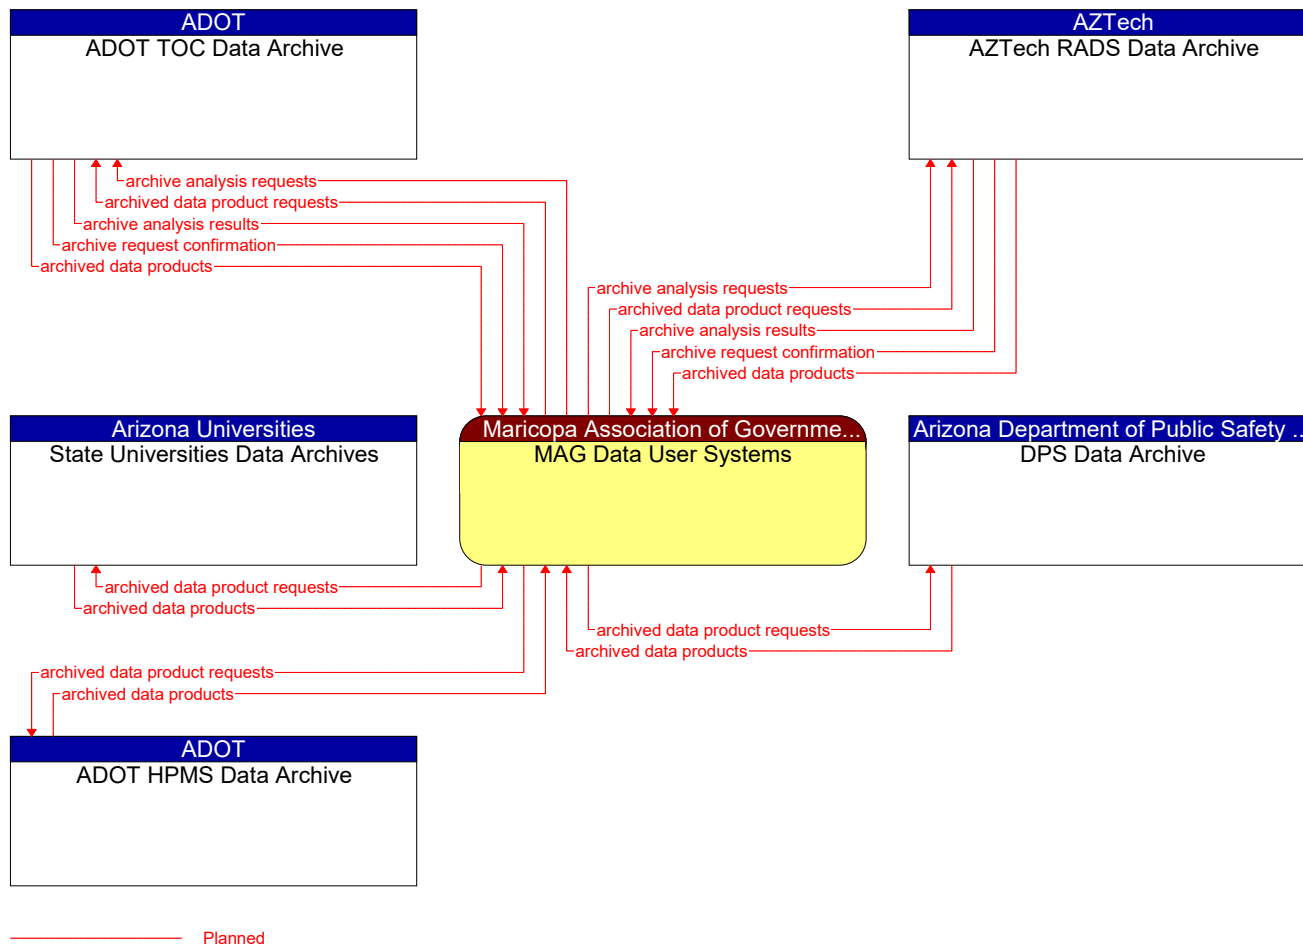 ADOT
ADOT TOC Data Archive
AZTech
AZTech RADS Data Archive
archive analysis requests
archived data product requests
archive analysis results
archive request confirmation
archived data products
archive analysis requests
archived data product requests
archive analysis results
archive request confirmation
archived data products
Arizona Universities
State Universities Data Archives
Maricopa Association of Governme...
MAG Data User Systems
Arizona Department of Public Safety ...
DPS Data Archive
archived data product requests
archived data products
archived data product requests
archived data products
archived data product requests
archived data products
ADOT
ADOT HPMS Data Archive
Planned